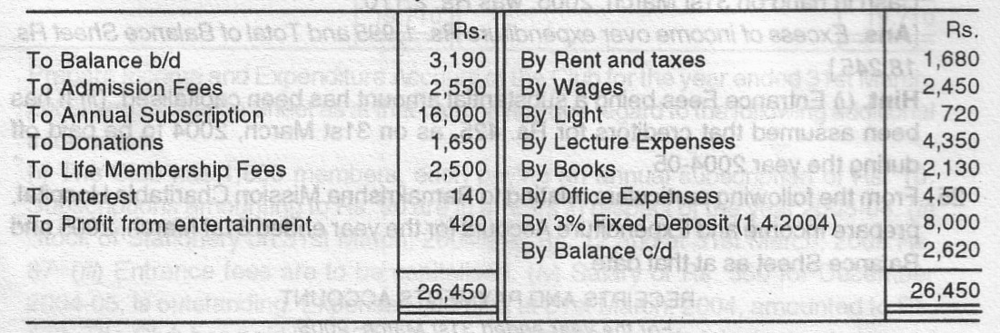 Rs. Rs.
To Balance b/d 3,190 By Rent and taxes 1,680
To Admission Fees 2,550 By Wages 2,450
To Annual Subscription 16,000 By Light 720
To Donations 1,650 By Lecture Expenses 4,350
To Life Membership Fees 2,500 By Books 2,130
To Interest 140 By Office Expenses 4,500
To Profit from entertainment 420 By 3% Fixed Deposit (1.4.2004) 8,000
By Balance c/d 2,620
26,450 26,450